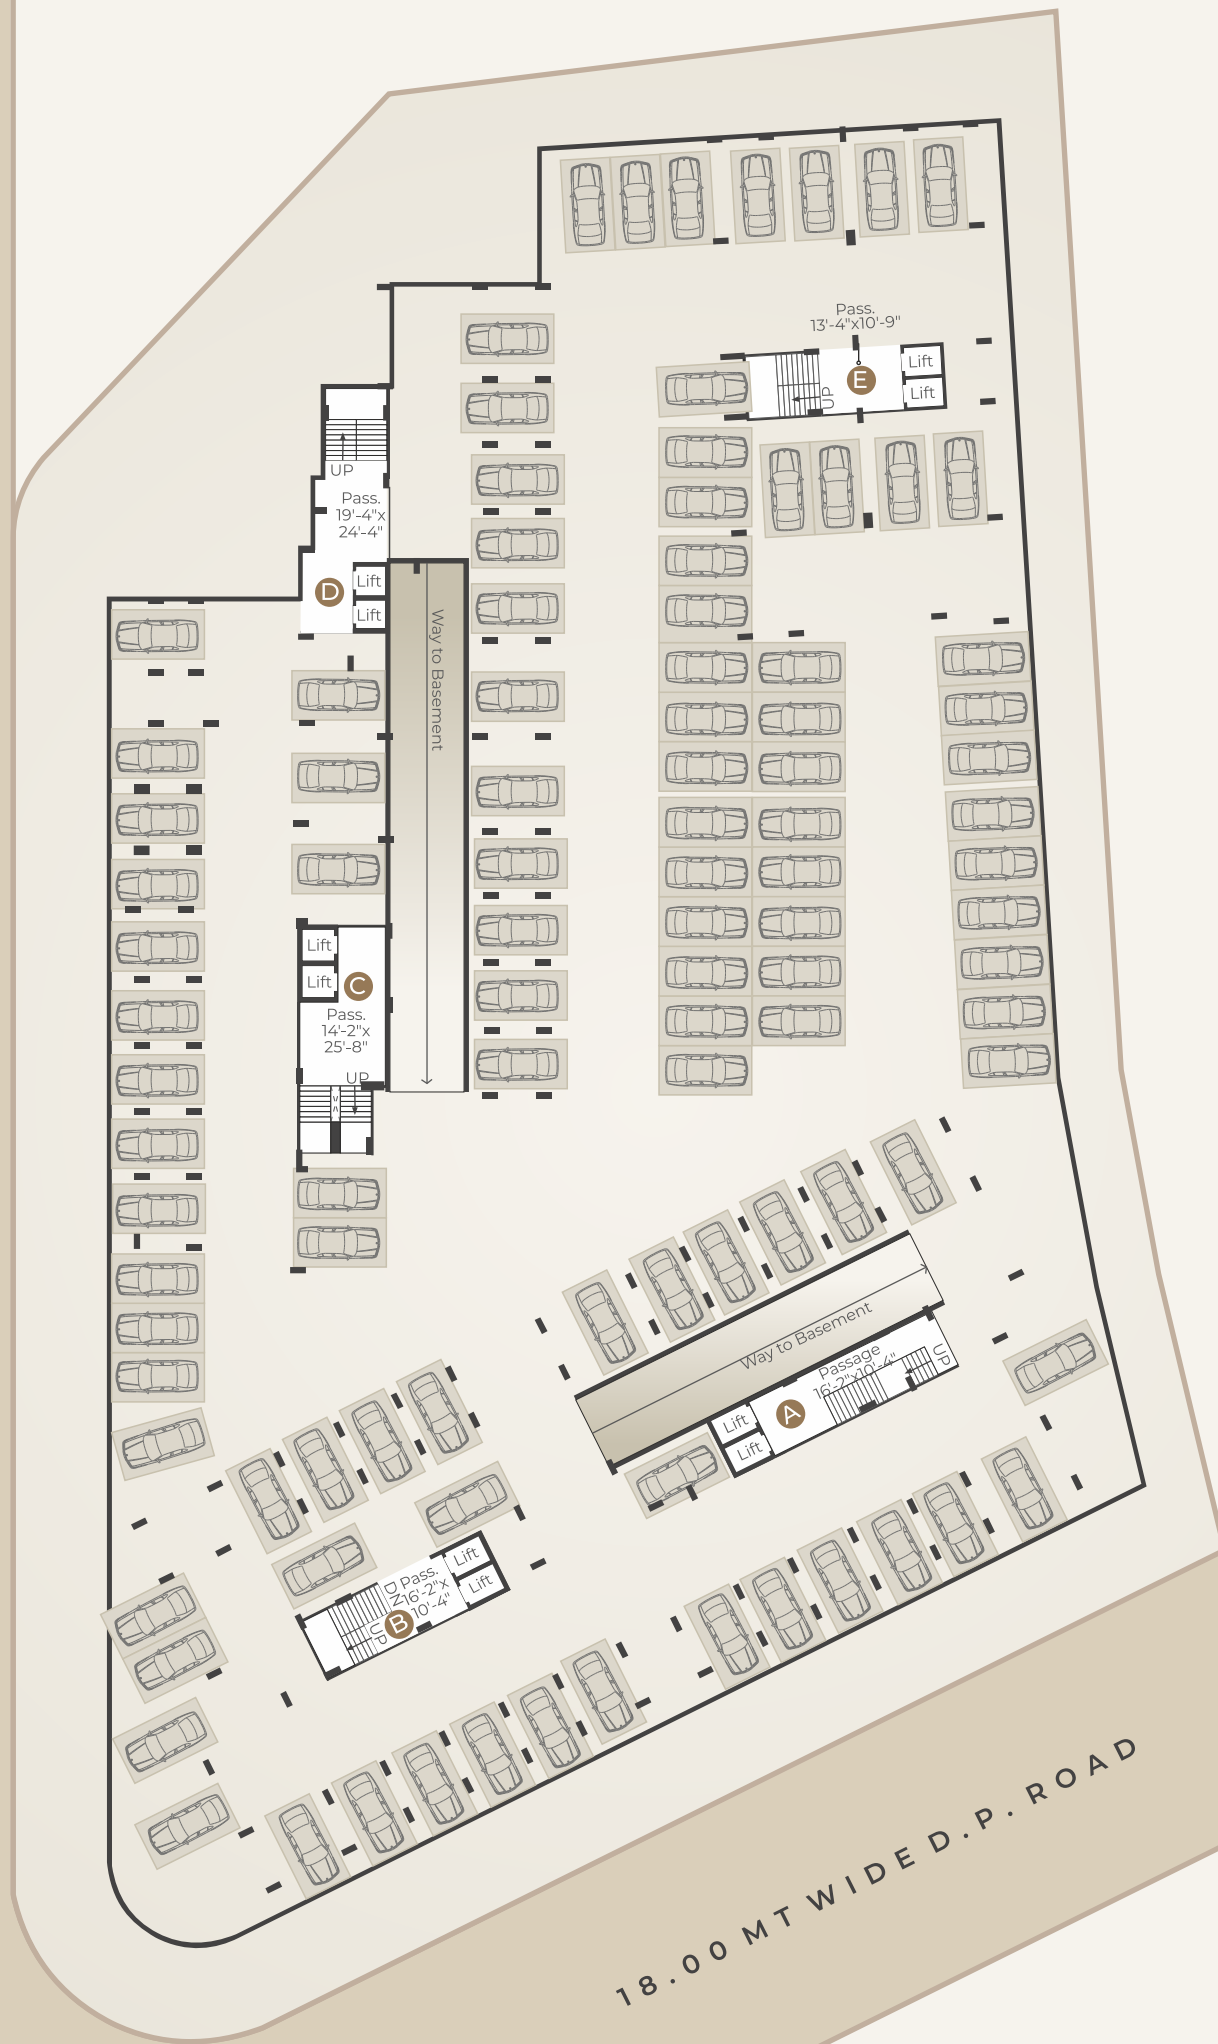 Pass.
13'-4"x10'-9"
Lift
E
Lift
UP
UP
Pass.
19'-4"x
24'-4"
Lift
D
Lift
Way to Basement
Lift
C
Lift
Pass.
14'-2"x
25'-8"
UP
Way to Basement
Passage
16'-2"x10'-4"
UP
A
Lift
Lift
Lift
Lift
Pass.
16'-2"x
10'-4"
DN
B
UP
18.00 MT WIDE D.P. ROAD